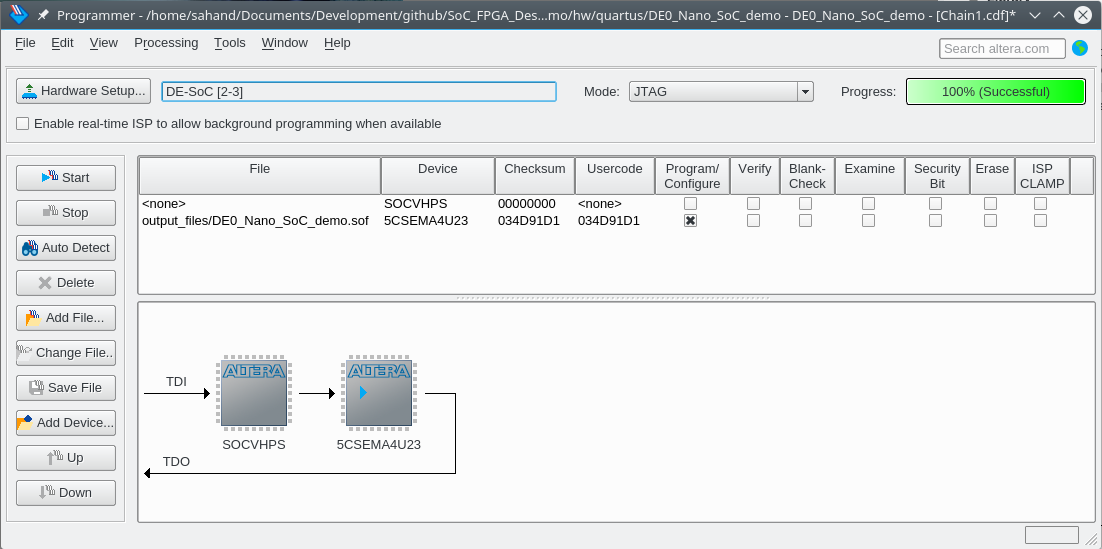 Programmer - /home/sahand/Documents/Development/github/SoC_FPGA_Des...mo/hw/quartus/DE0_Nano_SoC_demo - DE0_Nano_SoC_demo - [Chain1.cdf]*
File Edit View Processing Tools Window Help
Search altera.com
Hardware Setup... DE-SoC [2-3] Mode: JTAG Progress: 100% (Successful)
Enable real-time ISP to allow background programming when available
Start
Stop
Auto Detect
Delete
Add File...
Change File..
Save File
Add Device...
Up
Down
File Device Checksum Usercode Program/ Verify Blank- Examine Security Erase ISP
Configure Check Bit CLAMP
<none> SOCVHPS 00000000 <none>
output_files/DE0_Nano_SoC_demo.sof 5CSEMA4U23 034D91D1 034D91D1
ALTERA ALTERA
TDI
SOCVHPS 5CSEMA4U23
TDO